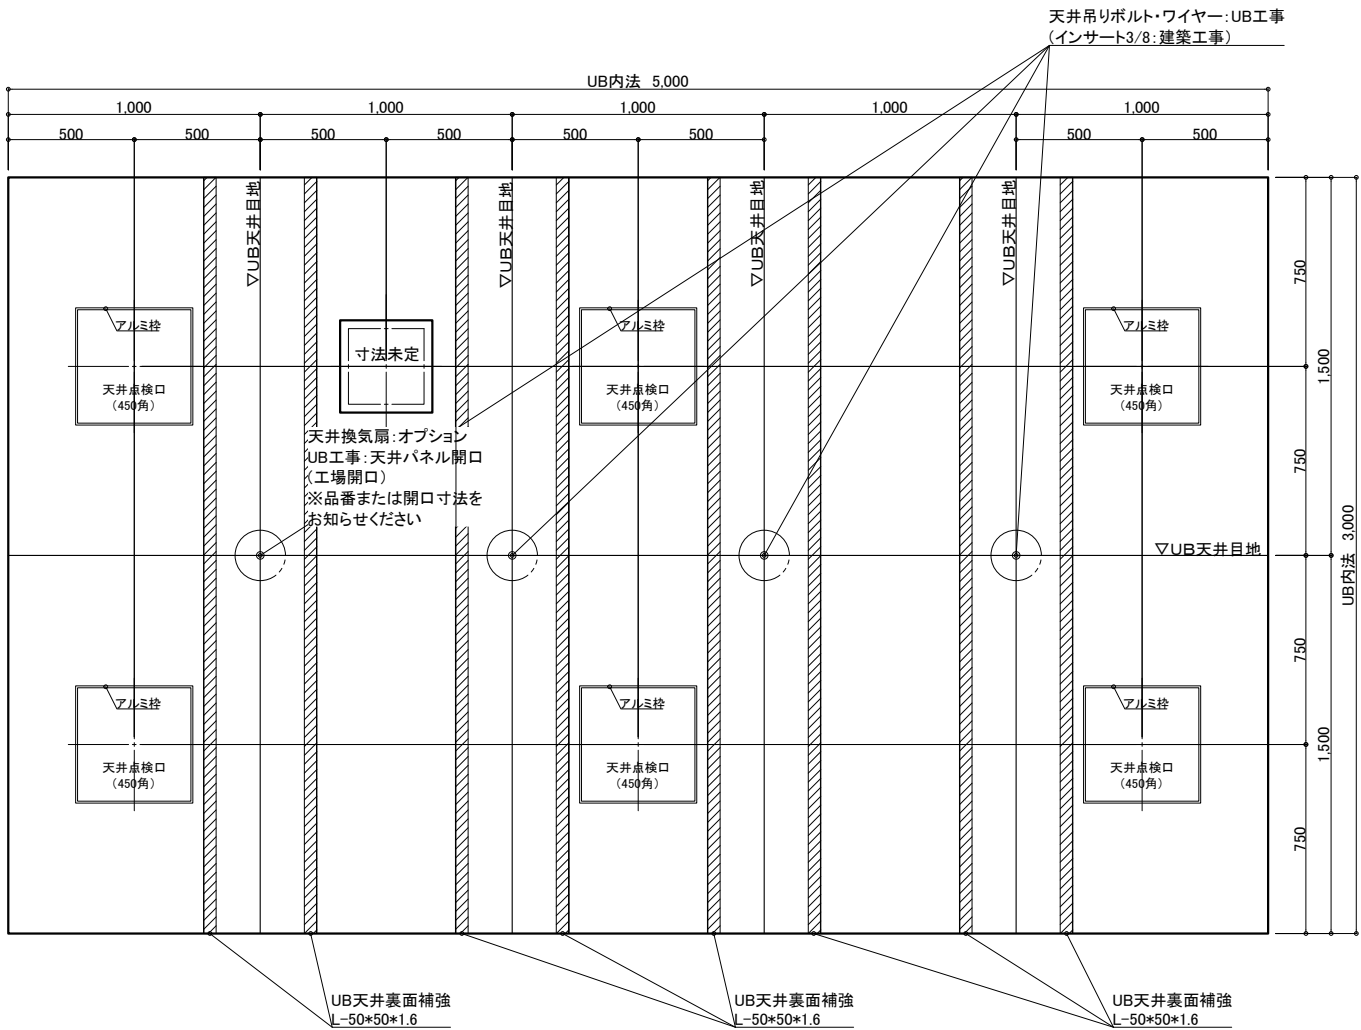 天井吊りボルト・ワイヤー：UB工事
(インサート3/8：建築工事)
UB内法 5,000
1,000
1,000
1,000
1,000
1,000
500
500
500
500
500
500
500
500
▽UB天井目地
▽UB天井目地
▽UB天井目地
▽UB天井目地
750
アルミ枠
寸法未定
アルミ枠
アルミ枠
1,500
天井点検口
(450角)
天井点検口
(450角)
天井点検口
(450角)
天井換気扇：オプション
UB工事：天井パネル開口
(工場開口)
※品番または開口寸法を
お知らせください
750
▽UB天井目地
UB内法 3,000
750
アルミ枠
アルミ枠
アルミ枠
1,500
天井点検口
(450角)
天井点検口
(450角)
天井点検口
(450角)
750
UB天井裏面補強
L-50*50*1.6
UB天井裏面補強
L-50*50*1.6
UB天井裏面補強
L-50*50*1.6